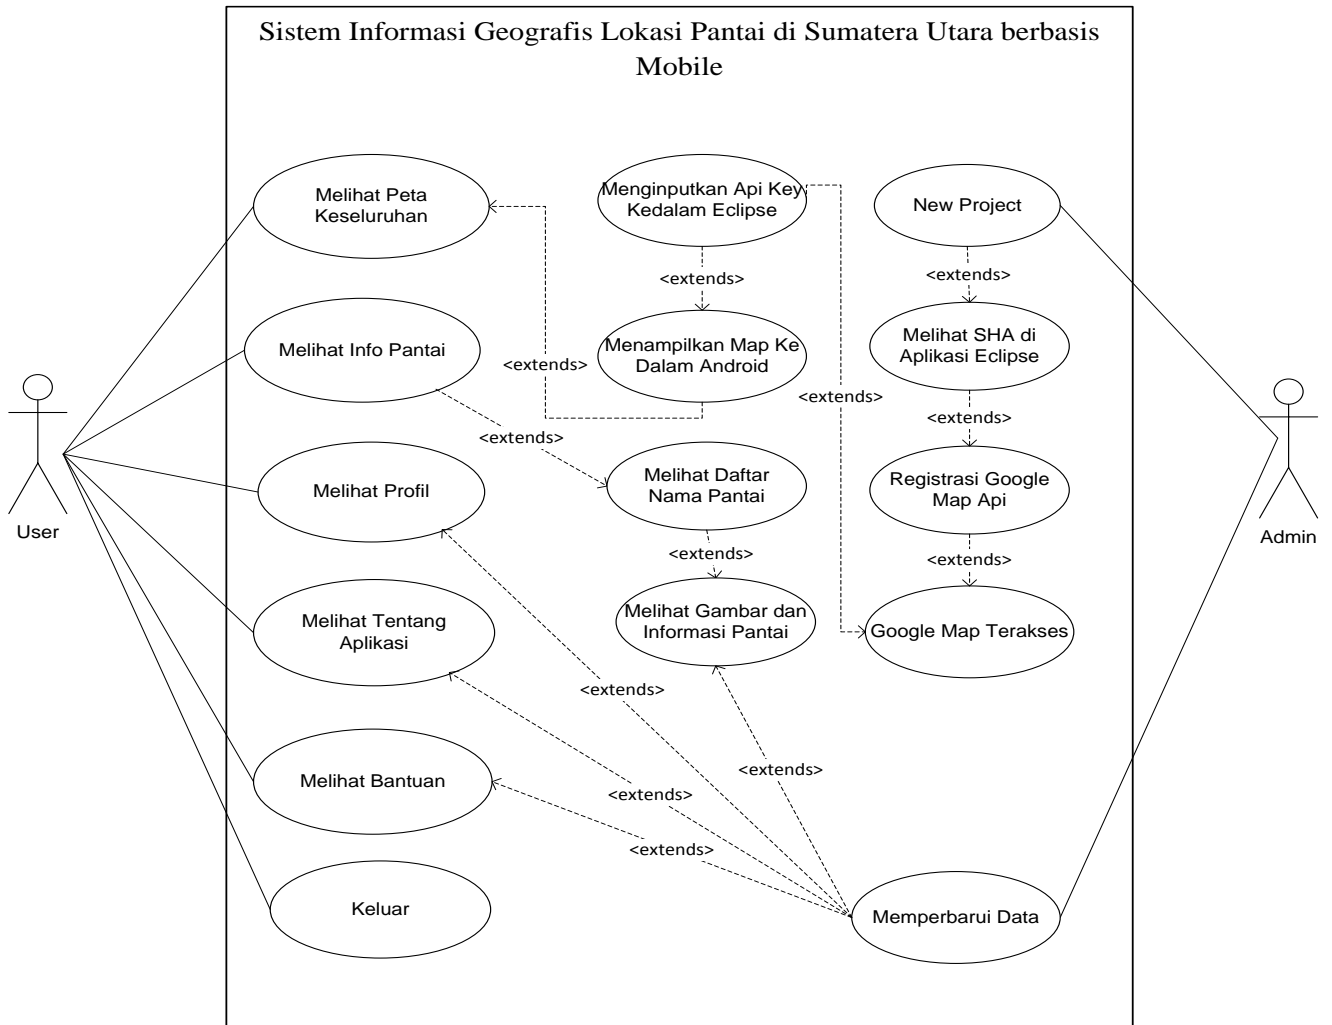 Sistem Informasi Geografis Lokasi Pantai di Sumatera Utara berbasis
Mobile
Melihat Peta
Keseluruhan
Menginputkan Api Key
Kedalam Eclipse
New Project
<extends>
<extends>
Melihat Info Pantai
Menampilkan Map Ke
Dalam Android
Melihat SHA di
Aplikasi Eclipse
<extends>
<extends>
<extends>
<extends>
Melihat Profil
Melihat Daftar
Nama Pantai
Registrasi Google
Map Api
User
Admin
<extends>
<extends>
Melihat Tentang
Aplikasi
Melihat Gambar dan
Informasi Pantai
Google Map Terakses
<extends>
<extends>
Melihat Bantuan
<extends>
<extends>
Keluar
Memperbarui Data